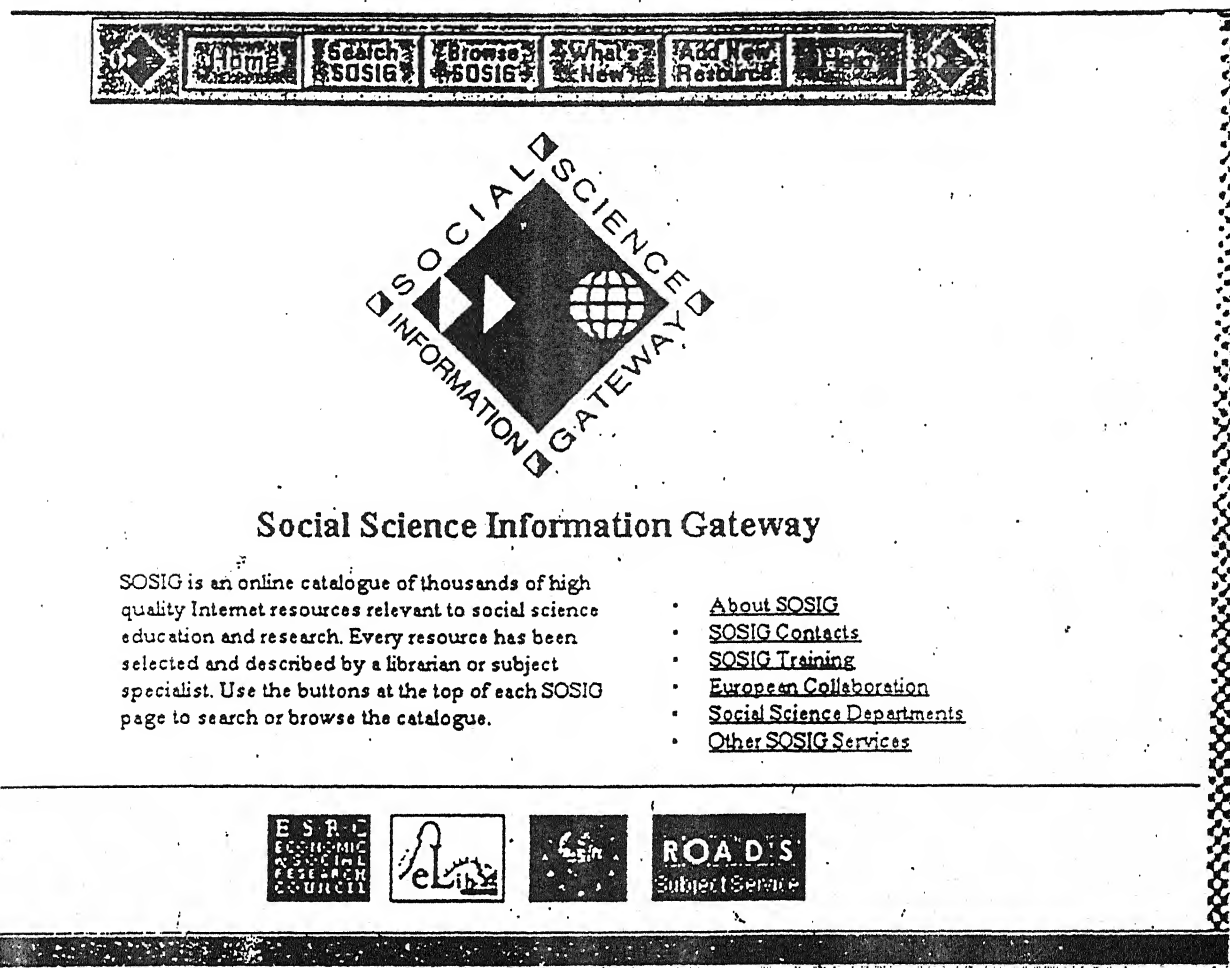 Home
Search
SOSIG
Browse
SOSIG
What's
New
Add New
Resource
Help
SOCIAL
SCIENCE
INFORMATION
GATEWAY
Social Science Information Gateway
SOSIG is an online catalogue of thousands of high
quality Internet resources relevant to social science
education and research. Every resource has been
selected and described by a librarian or subject
specialist. Use the buttons at the top of each SOSIG
page to search or browse the catalogue.
• About SOSIG
• SOSIG Contacts
• SOSIG Training
• European Collaboration
• Social Science Departments
• Other SOSIG Services
E S R C
ECONOMIC
& SOCIAL
RESEARCH
COUNCIL
eLib
ROADS
Subject Service